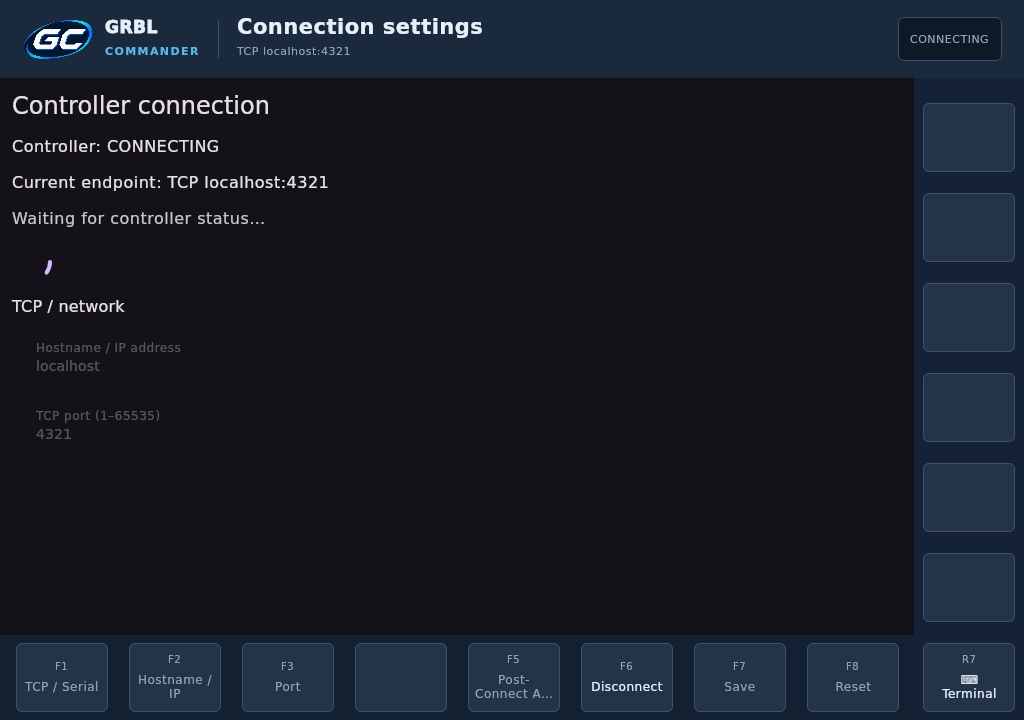 GC
GRBL
COMMANDER
Connection settings
TCP localhost:4321
CONNECTING
Controller connection
Controller: CONNECTING
Current endpoint: TCP localhost:4321
Waiting for controller status...
TCP / network
Hostname / IP address
localhost
TCP port (1–65535)
4321
F1
TCP / Serial
F2
Hostname /
IP
F3
Port
F5
Post-
Connect A...
F6
Disconnect
F7
Save
F8
Reset
R7
Terminal